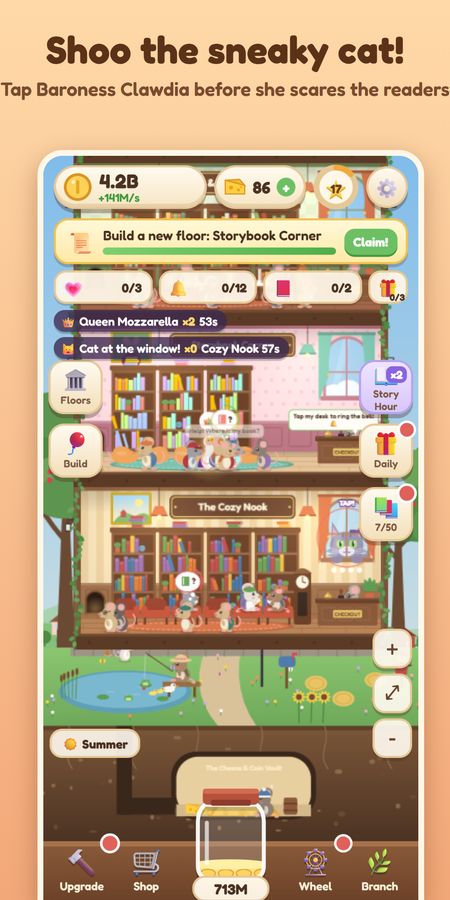 Shoo the sneaky cat!
Tap Baroness Clawdia before she scares the readers
4.2B
+141M/s
86
17
Build a new floor: Storybook Corner
Claim!
0/3
0/12
0/2
0/3
Queen Mozzarella x2 53s
Cat at the window! x0 Cozy Nook 57s
Floors
x2
Story
Hour
Tap my desk to ring the bell!
Build
CHECKOUT
Daily
The Cozy Nook
TAP!
7/50
CHECKOUT
+
-
Summer
The Cheese & Coin Vault
Upgrade
Shop
713M
Wheel
Branch